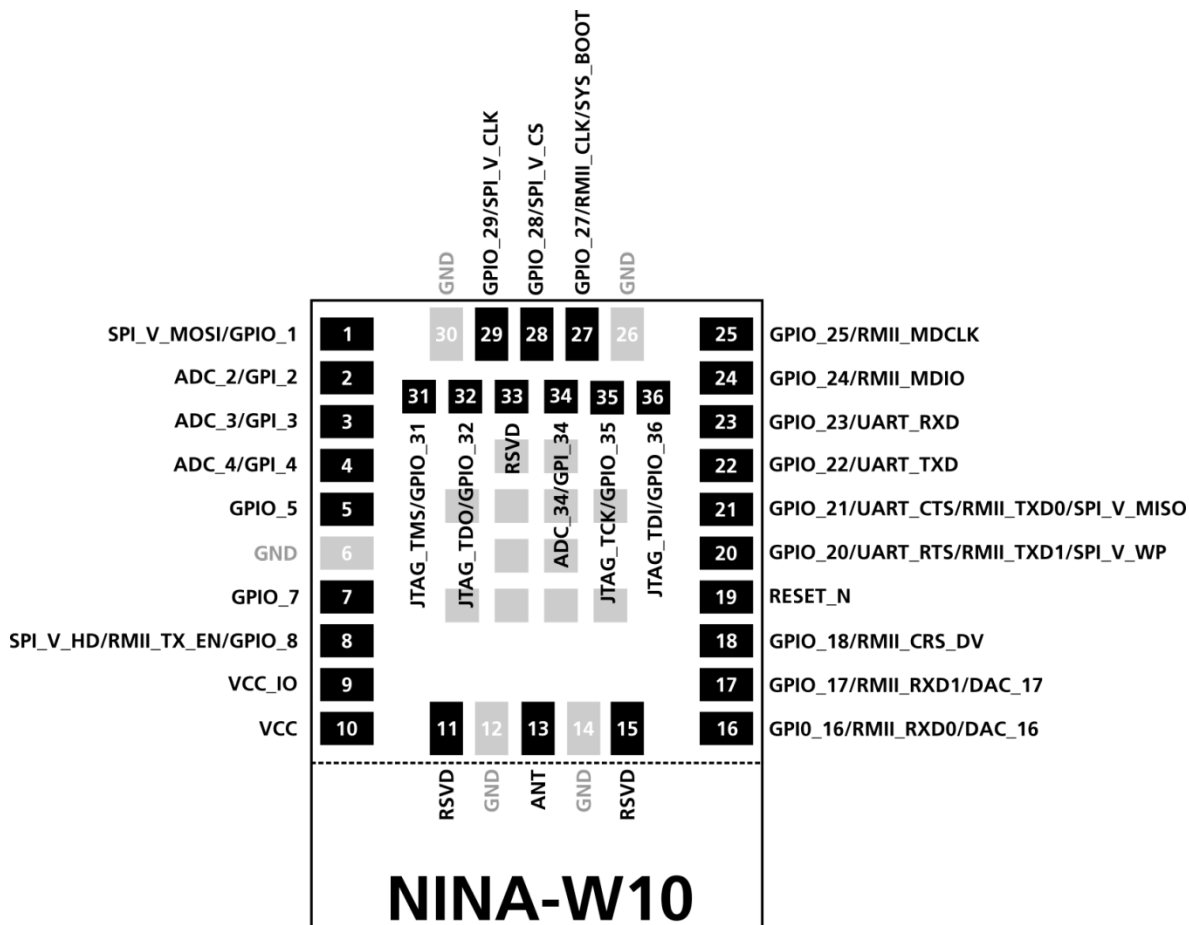 GND
GPIO_29/SPI_V_CLK
GPIO_28/SPI_V_CS
GPIO_27/RMII_CLK/SYS_BOOT
GND
30
29
28
27
26
SPI_V_MOSI/GPIO_1
1
25
GPIO_25/RMII_MDCLK
ADC_2/GPI_2
2
24
GPIO_24/RMII_MDIO
31
32
33
34
35
36
ADC_3/GPI_3
3
23
GPIO_23/UART_RXD
JTAG_TMS/GPIO_31
JTAG_TDO/GPIO_32
RSVD
ADC_34/GPI_34
JTAG_TCK/GPIO_35
JTAG_TDI/GPIO_36
ADC_4/GPI_4
4
22
GPIO_22/UART_TXD
GPIO_5
5
21
GPIO_21/UART_CTS/RMII_TXD0/SPI_V_MISO
GND
6
20
GPIO_20/UART_RTS/RMII_TXD1/SPI_V_WP
GPIO_7
7
19
RESET_N
SPI_V_HD/RMII_TX_EN/GPIO_8
8
18
GPIO_18/RMII_CRS_DV
VCC_IO
9
17
GPIO_17/RMII_RXD1/DAC_17
VCC
10
11
12
13
14
15
16
GPI0_16/RMII_RXD0/DAC_16
RSVD
GND
ANT
GND
RSVD
NINA-W10